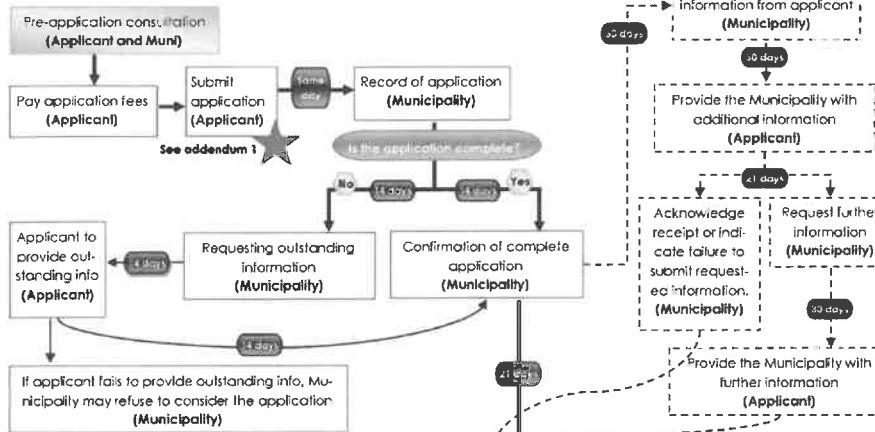 Pre-application consultation
(Applicant and Muni)
Pay application fees
(Applicant)
Submit
application
(Applicant)
See addendum 1
Same
day
Record of application
(Municipality)
Is the application complete?
No
14 days
14 days
Yes
Applicant to
provide out-
standing info
(Applicant)
14 days
Requesting outstanding
information
(Municipality)
Confirmation of complete
application
(Municipality)
14 days
If applicant fails to provide outstanding info, Mu-
nicipality may refuse to consider the application
(Municipality)
21 days
30 days
information from applicant
(Municipality)
30 days
Provide the Municipality with
additional information
(Applicant)
21 days
Acknowledge
receipt or indi-
cate failure to
submit request-
ed information.
(Municipality)
Request further
information
(Municipality)
30 days
Provide the Municipality with
further information
(Applicant)